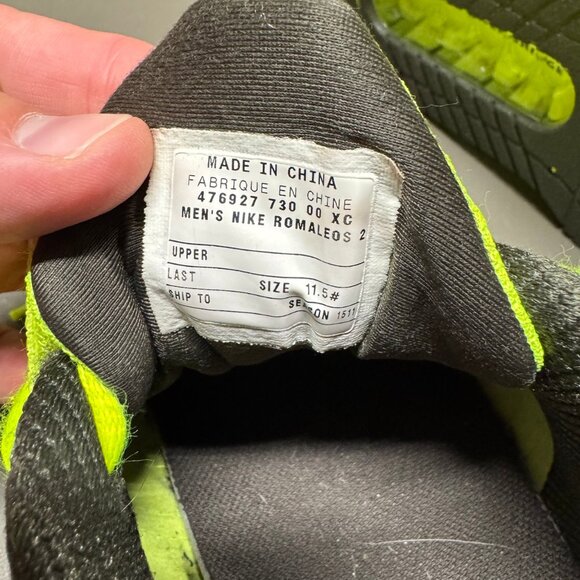 MADE IN CHINA
FABRIQUE EN CHINE
476927 730 00 XC
MEN'S NIKE ROMALEOS 2
UPPER
LAST SIZE 11.5#
SHIP TO SEASON 1511